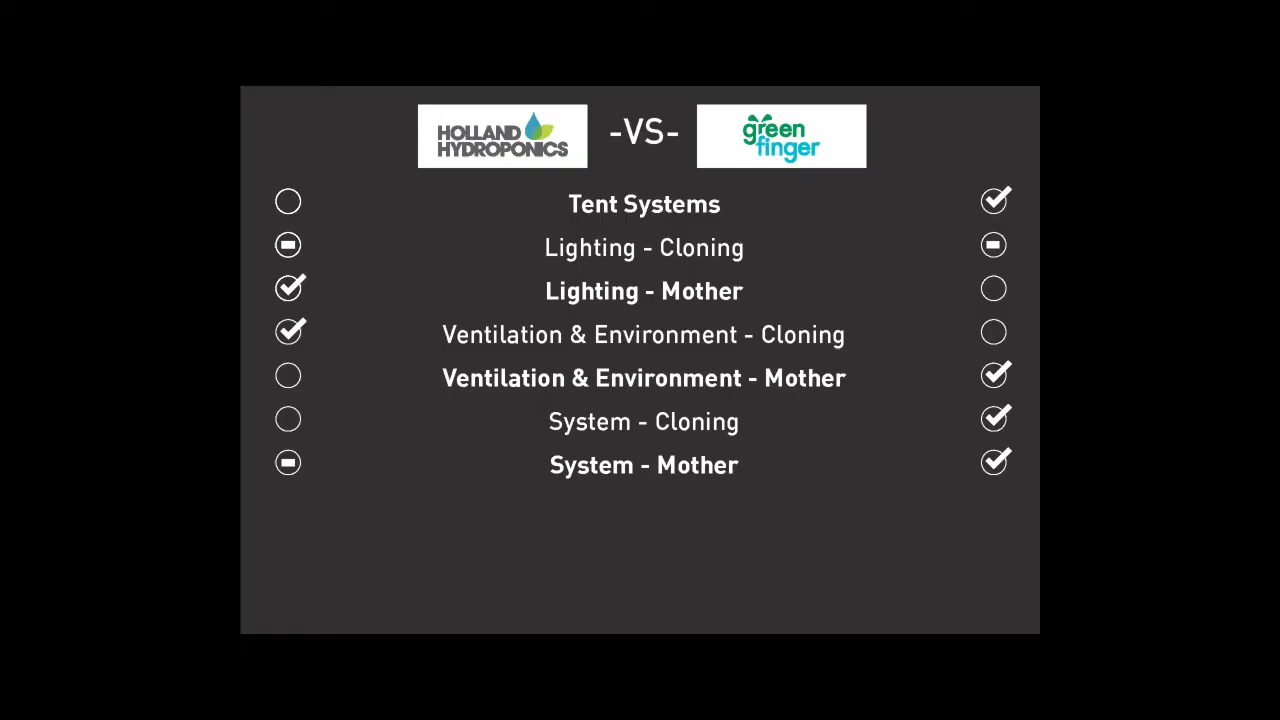 HOLLAND
HYDROPONICS
-VS-
green
finger
Tent Systems
Lighting - Cloning
Lighting - Mother
Ventilation & Environment - Cloning
Ventilation & Environment - Mother
System - Cloning
System - Mother